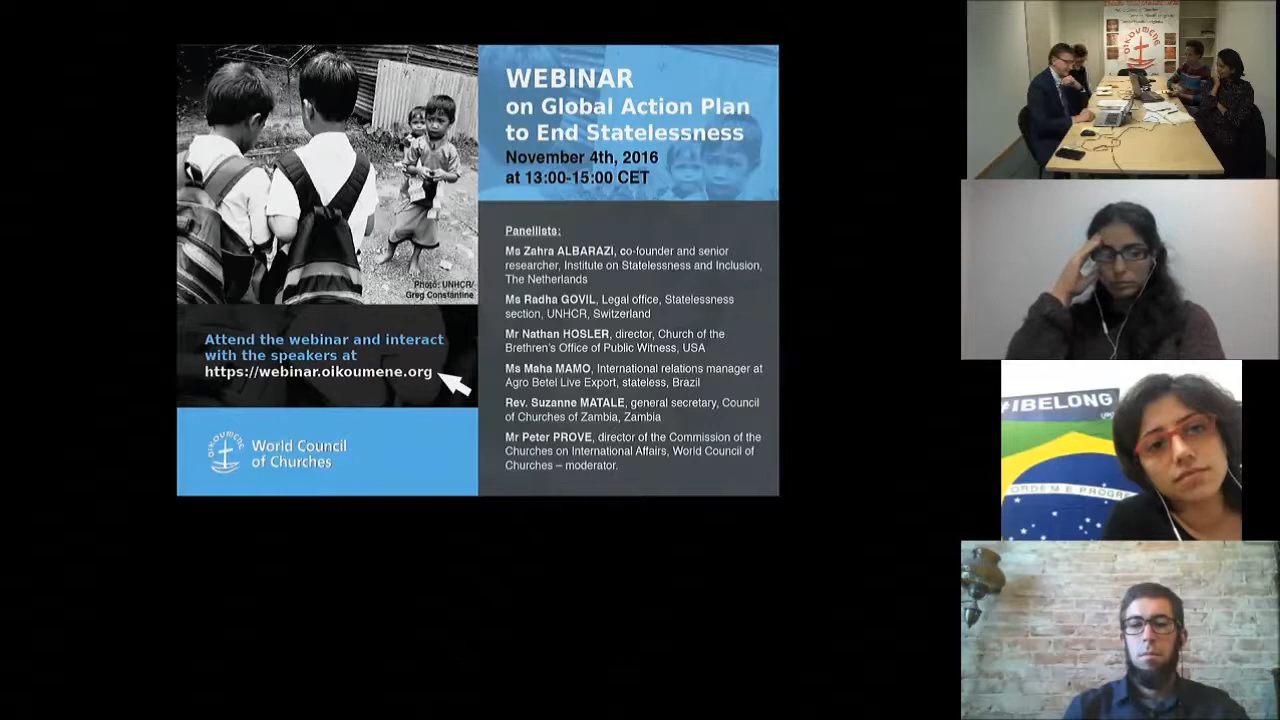 WEBINAR
on Global Action Plan
to End Statelessness
November 4th, 2016
at 13:00-15:00 CET
Photo: UNHCR/
Greg Constantine
Attend the webinar and interact
with the speakers at
https://webinar.oikoumene.org
OIKOUMENE
World Council
of Churches
Panellists:
Ms Zahra ALBARAZI, co-founder and senior
researcher, Institute on Statelessness and Inclusion,
The Netherlands
Ms Radha GOVIL, Legal office, Statelessness
section, UNHCR, Switzerland
Mr Nathan HOSLER, director, Church of the
Brethren's Office of Public Witness, USA
Ms Maha MAMO, International relations manager at
Agro Betel Live Export, stateless, Brazil
Rev. Suzanne MATALE, general secretary, Council
of Churches of Zambia, Zambia
Mr Peter PROVE, director of the Commission of the
Churches on International Affairs, World Council of
Churches – moderator.
OIKOUMENE
#IBELONG
ORDEM E PROGRE